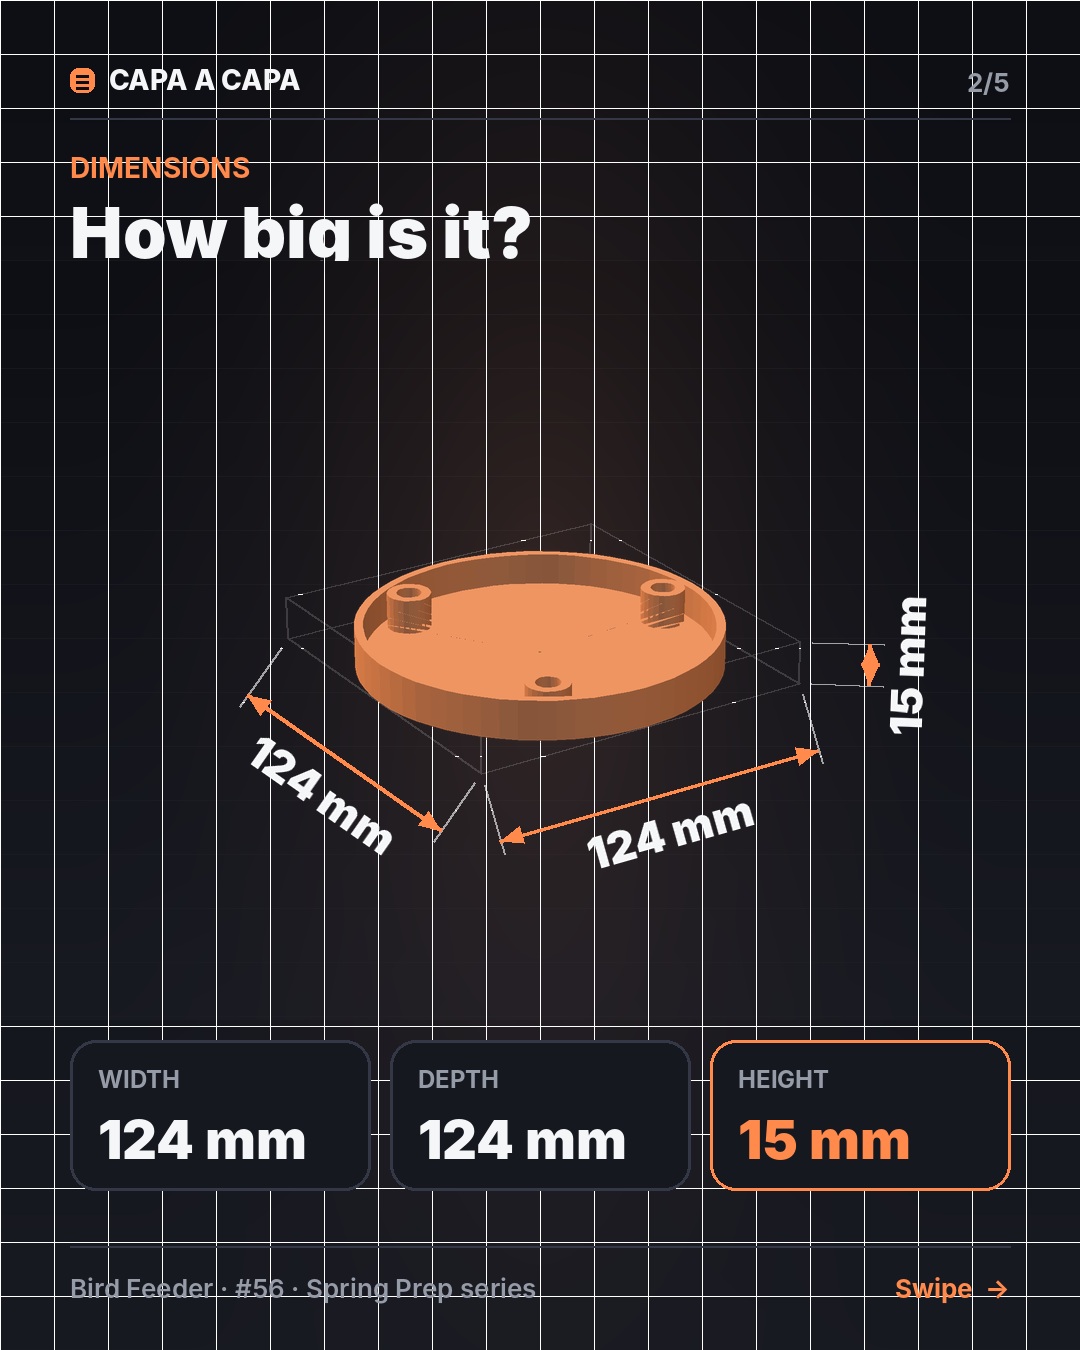 CAPA A CAPA
2/5
DIMENSIONS
How big is it?
15 mm
124 mm
124 mm
WIDTH
124 mm
DEPTH
124 mm
HEIGHT
15 mm
Bird Feeder · #56 · Spring Prep series
Swipe →